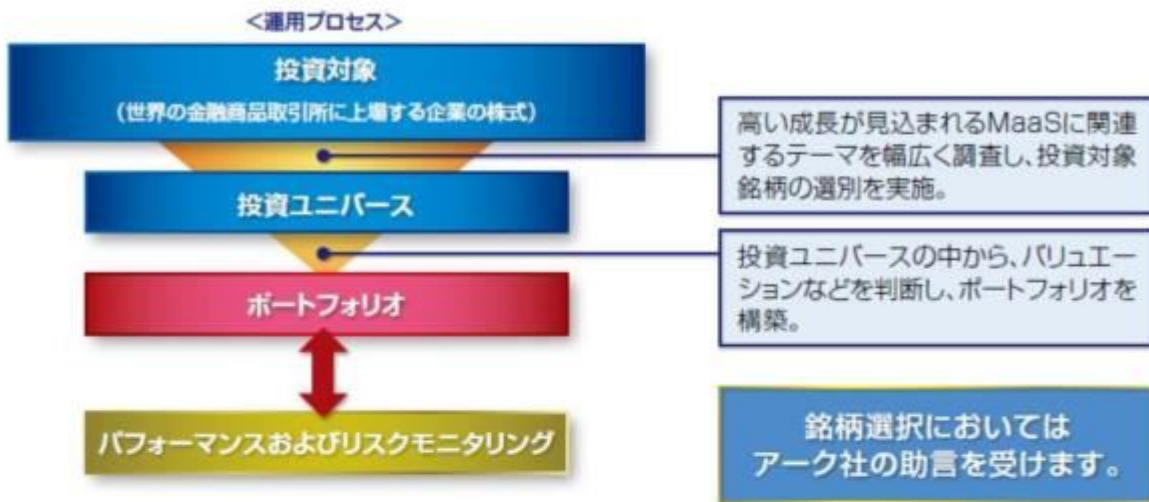 ＜運用プロセス＞
投資対象
（世界の金融商品取引所に上場する企業の株式）
高い成長が見込まれるMaaSに関連
するテーマを幅広く調査し、投資対象
銘柄の選別を実施。
投資ユニバース
投資ユニバースの中から、バリュエー
ションなどを判断し、ポートフォリオを
構築。
ポートフォリオ
パフォーマンスおよびリスクモニタリング
銘柄選択においては
アーク社の助言を受けます。